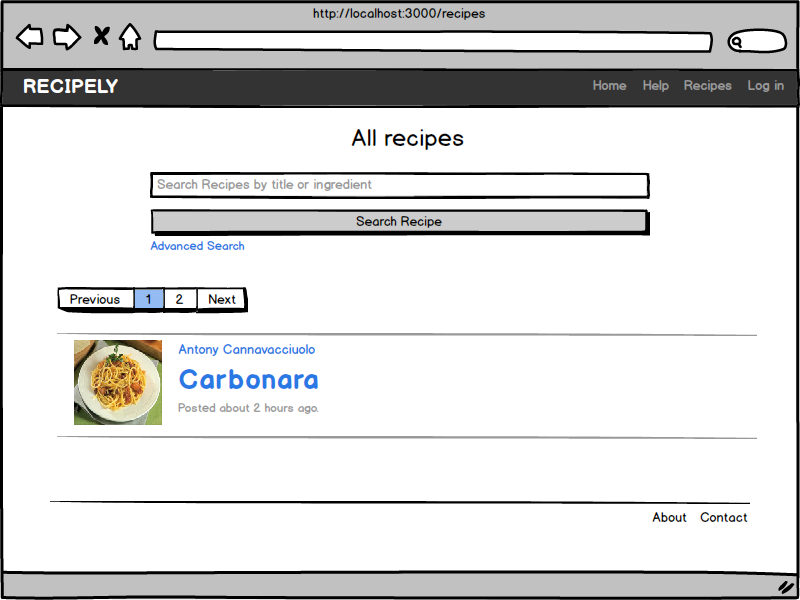 http://localhost:3000/recipes
RECIPELY Home Help Recipes Log in
All recipes
Search Recipes by title or ingredient
Search Recipe
Advanced Search
Previous 1 2 Next
Antony Cannavacciuolo
Carbonara
Posted about 2 hours ago.
About Contact